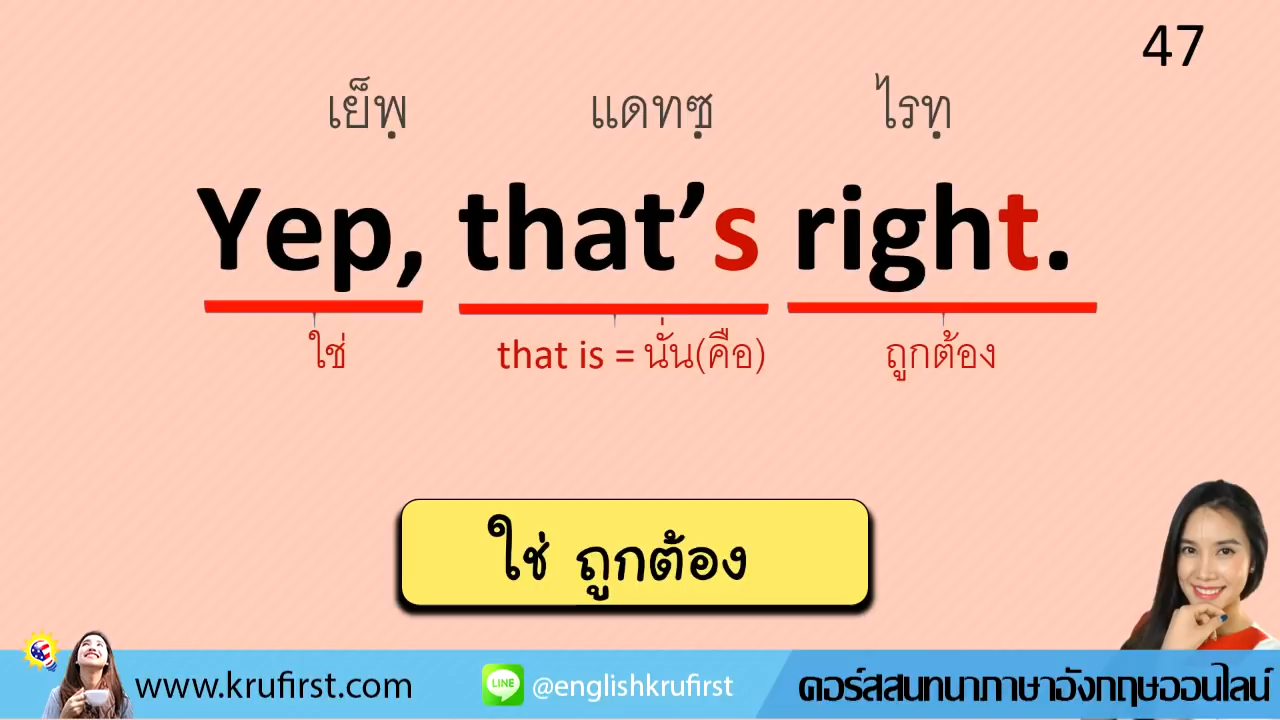 47
เย็พฺ แดทซฺ ไรทฺ
Yep, that’s right.
ใช่ that is = นั่น(คือ) ถูกต้อง
ใช่ ถูกต้อง
www.krufirst.com LINE @englishkrufirst คอร์สสนทนาภาษาอังกฤษออนไลน์